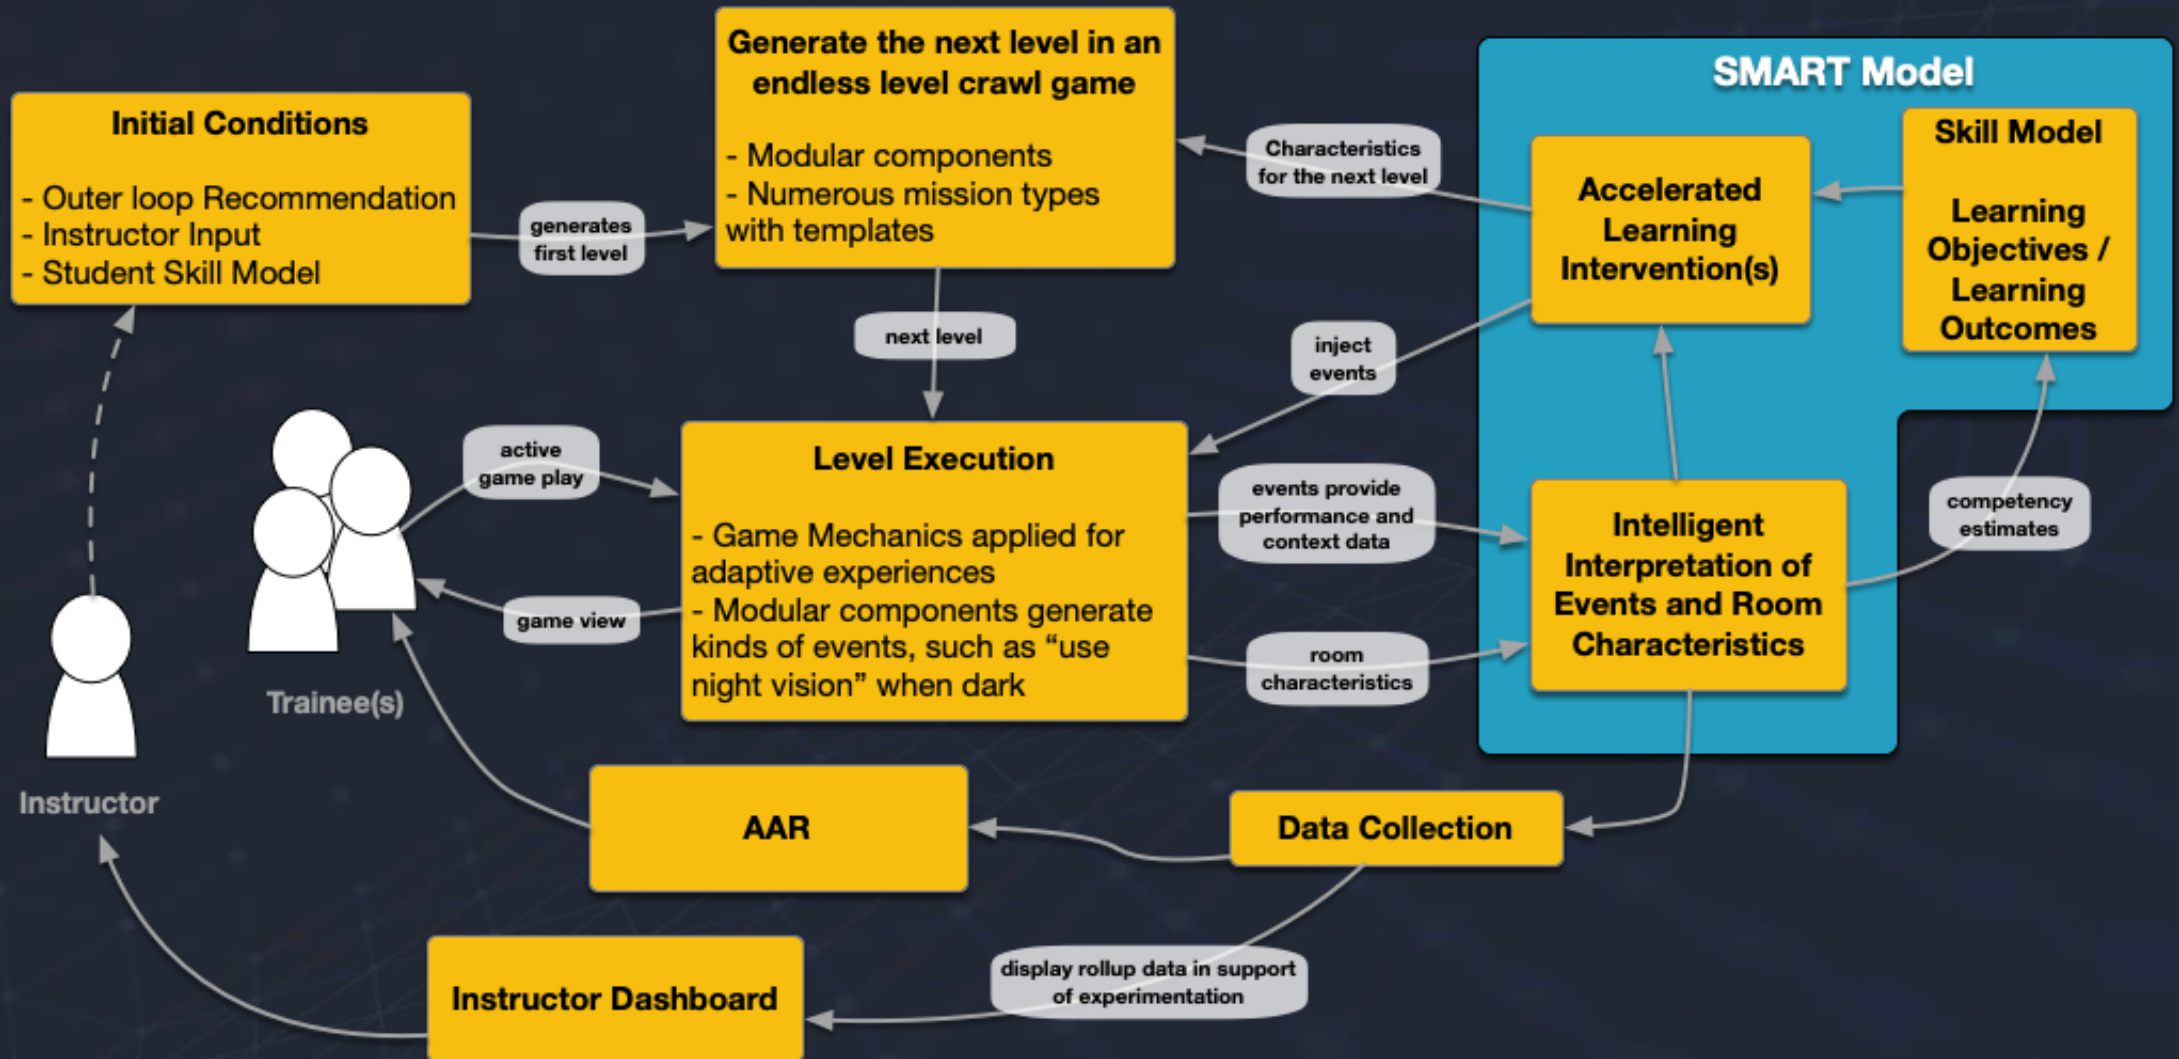 Generate the next level in an
endless level crawl game
- Modular components
- Numerous mission types
with templates
SMART Model
Initial Conditions
- Outer loop Recommendation
- Instructor Input
- Student Skill Model
generates
first level
Characteristics
for the next level
Accelerated
Learning
Intervention(s)
Skill Model
Learning
Objectives /
Learning
Outcomes
next level
inject
events
active
game play
Level Execution
- Game Mechanics applied for
adaptive experiences
- Modular components generate
kinds of events, such as “use
night vision” when dark
events provide
performance and
context data
Intelligent
Interpretation of
Events and Room
Characteristics
competency
estimates
game view
room
characteristics
Trainee(s)
Instructor
AAR
Data Collection
Instructor Dashboard
display rollup data in support
of experimentation